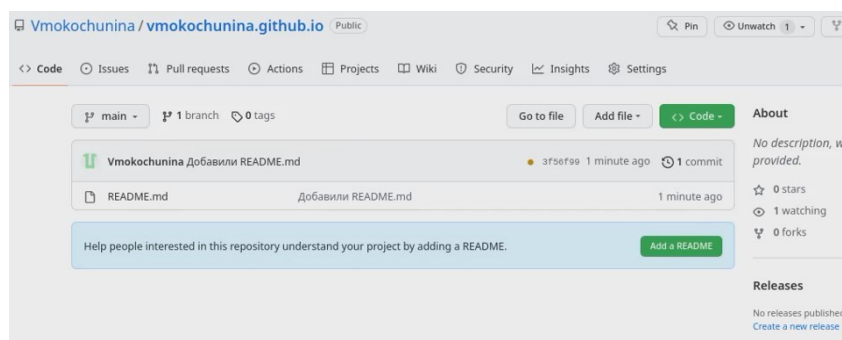 Vmokochunina / vmokochunina.github.io Public
Pin
Unwatch 1
Code Issues Pull requests Actions Projects Wiki Security Insights Settings
main 1 branch 0 tags
Go to file Add file Code
Vmokochunina Добавили README.md 3f56f99 1 minute ago 1 commit
README.md Добавили README.md 1 minute ago
Help people interested in this repository understand your project by adding a README. Add a README
About
No description, w
provided.
0 stars
1 watching
0 forks
Releases
No releases published
Create a new release